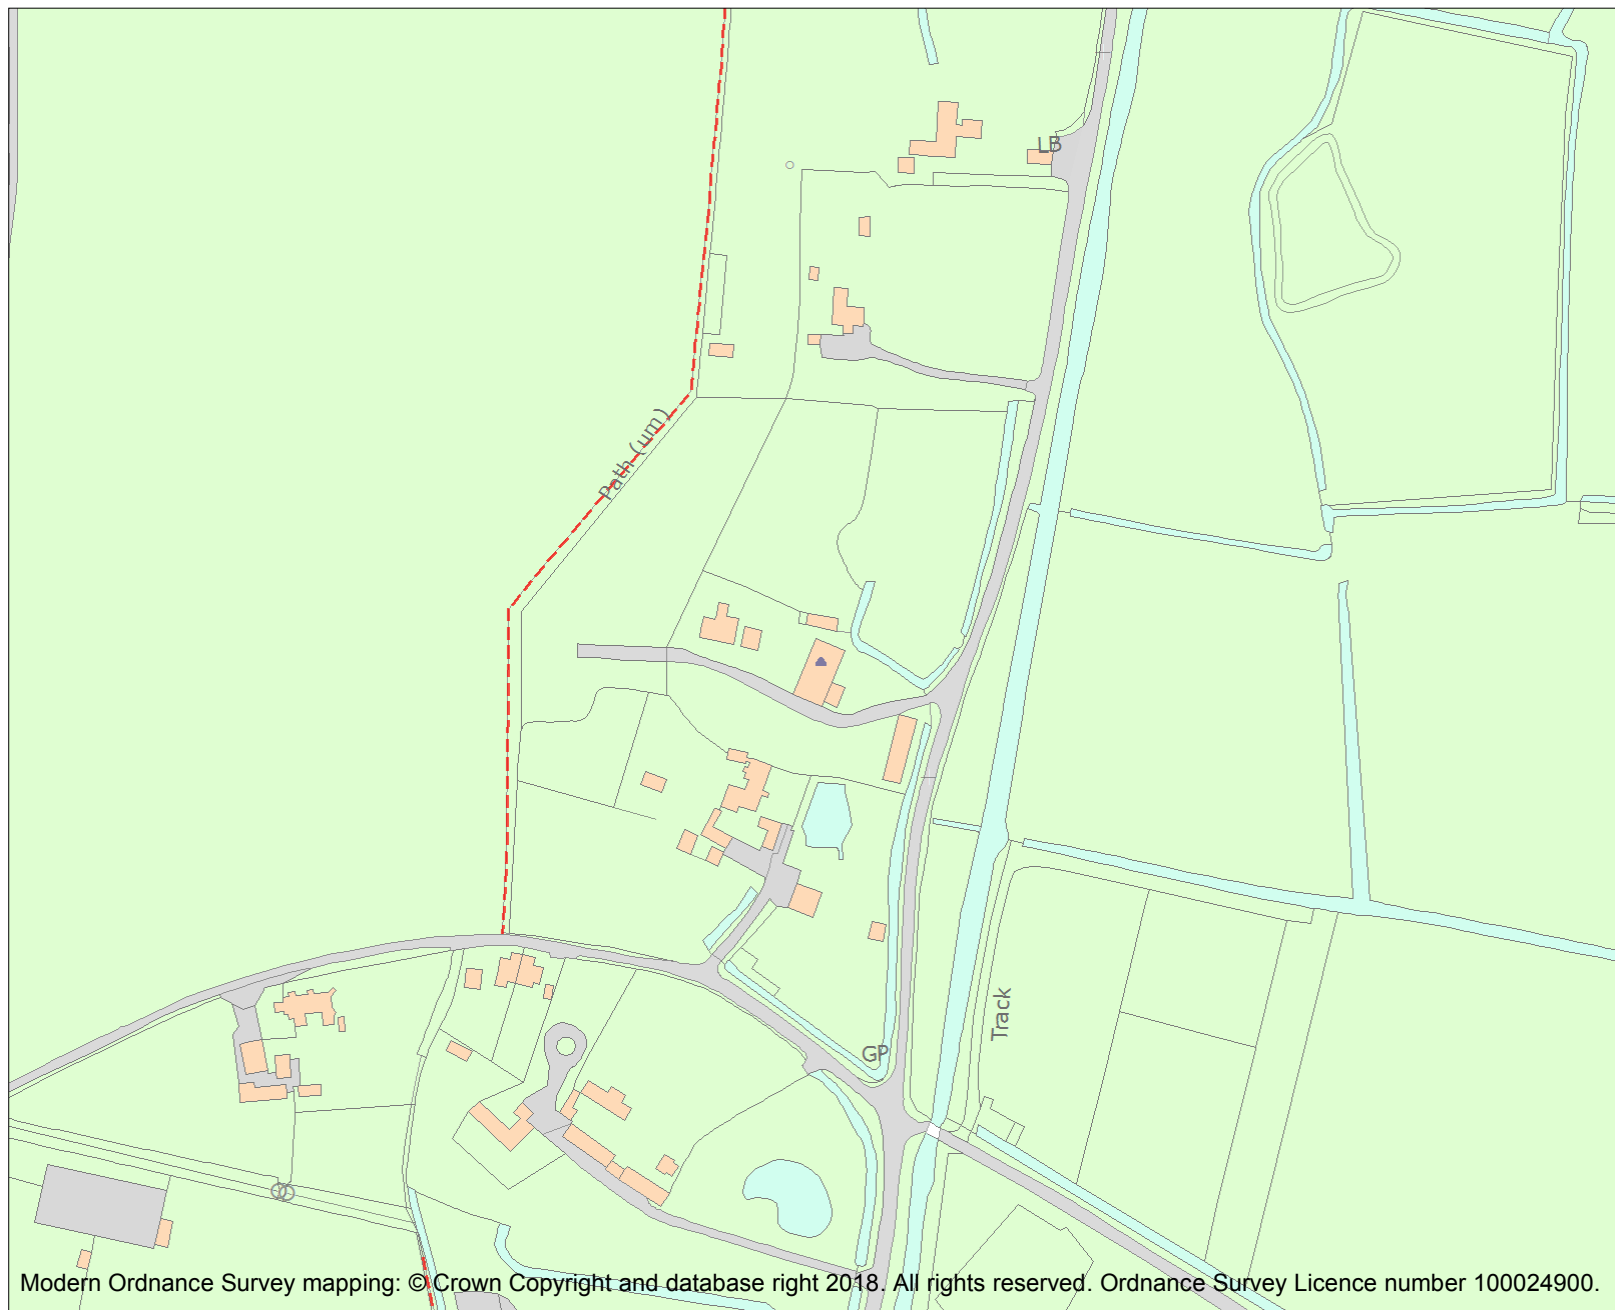 LB
Path (um)
Track
GP
Modern Ordnance Survey mapping: © Crown Copyright and database right 2018. All rights reserved. Ordnance Survey Licence number 100024900.